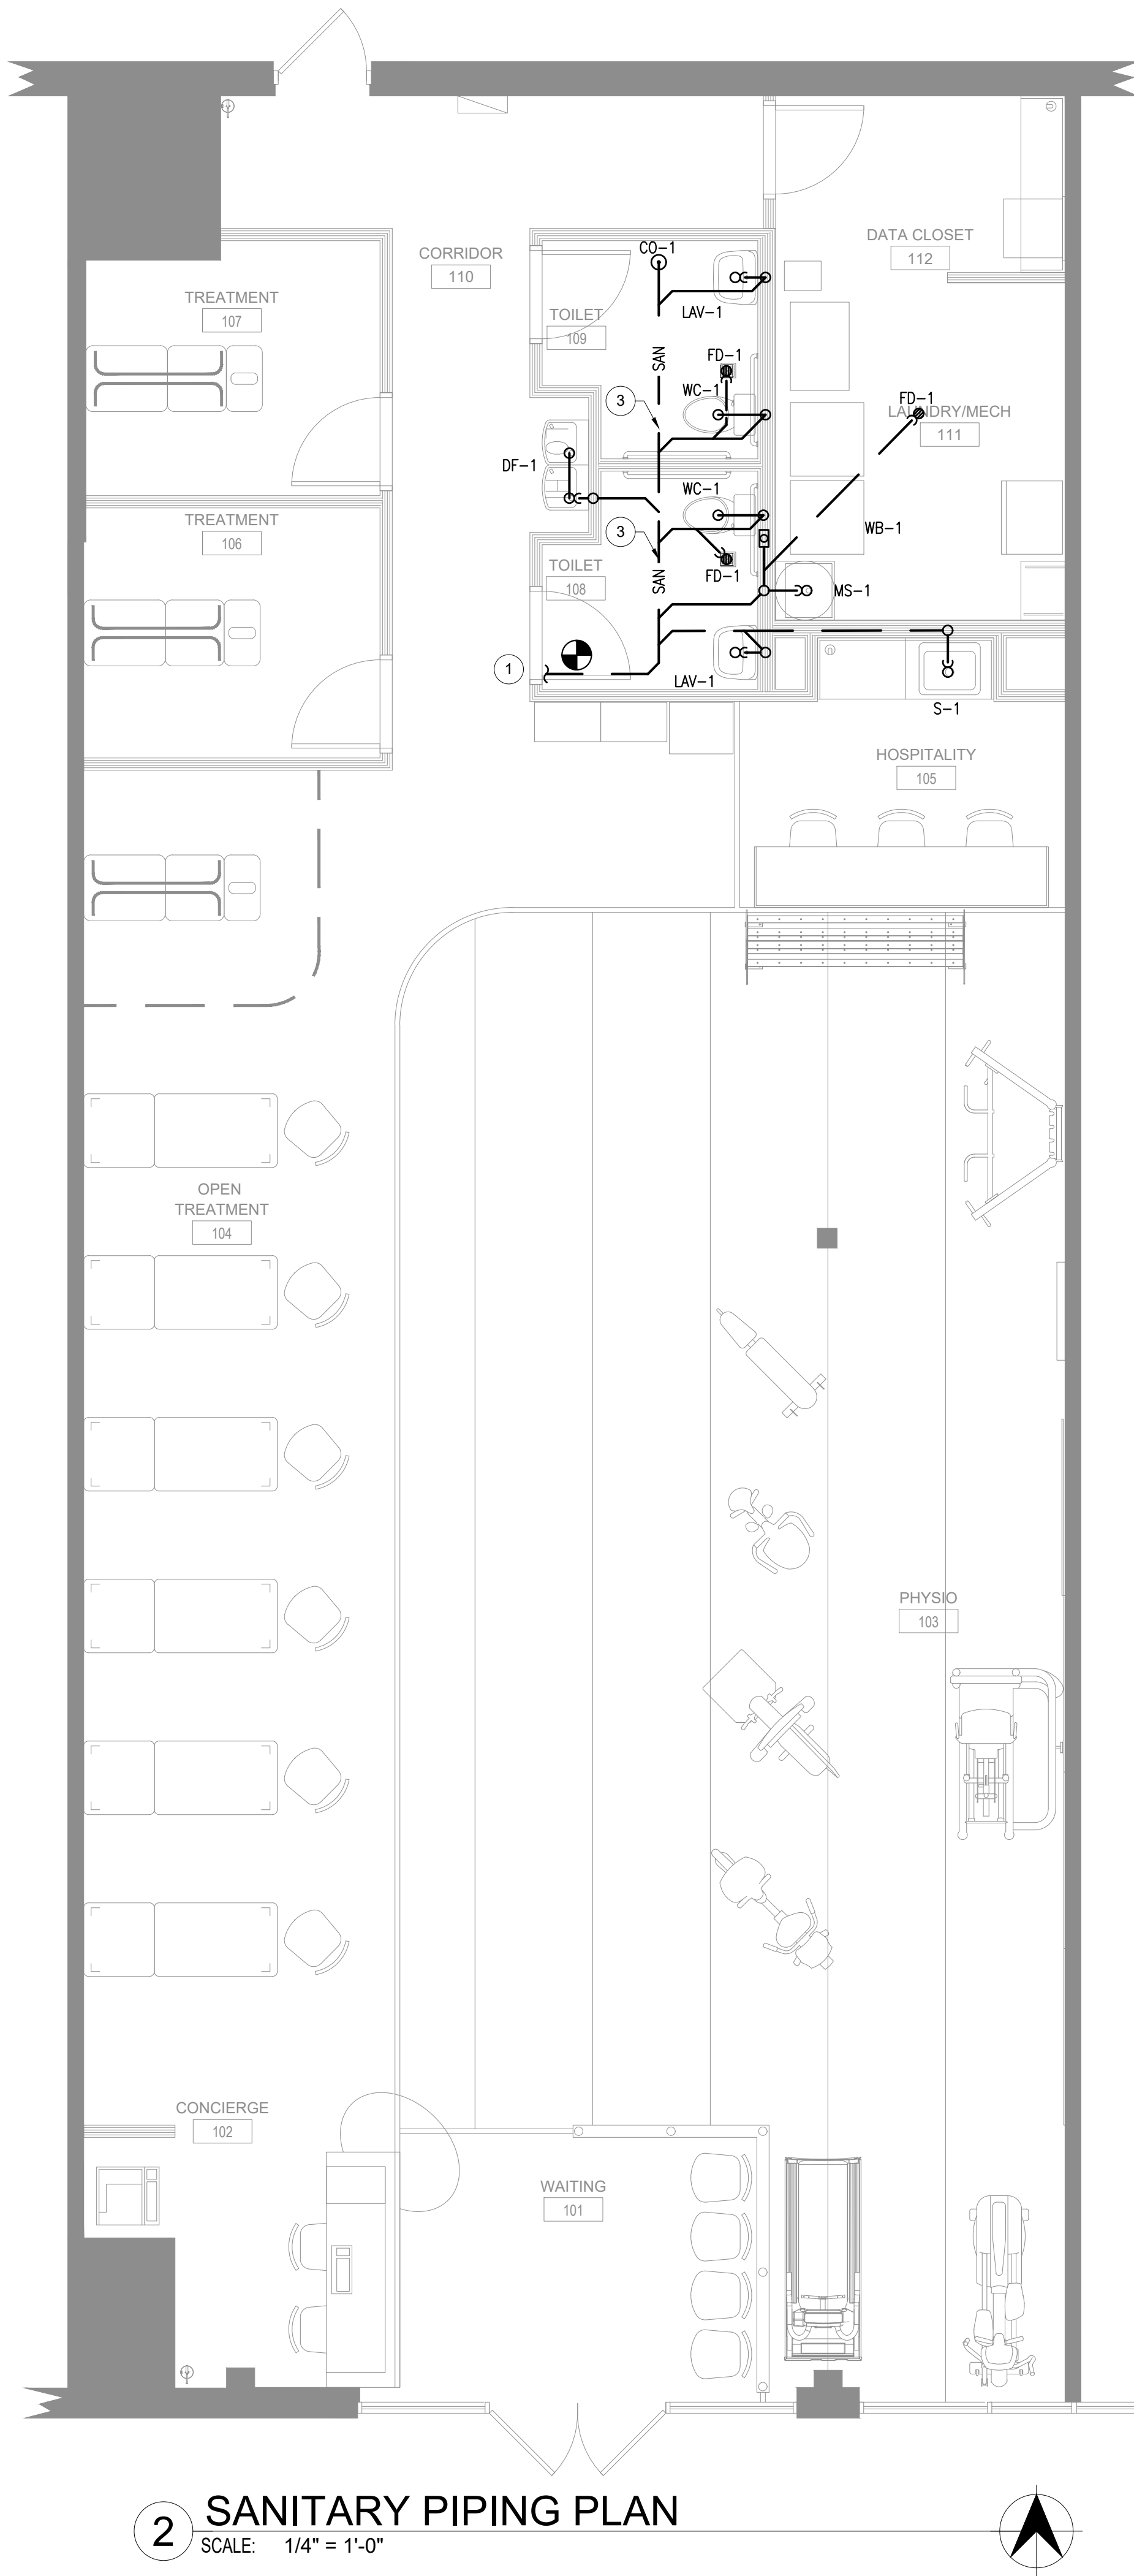 DATA CLOSET
112
CO-1
CORRIDOR
110
TREATMENT
107
LAV-1
TOILET
109
SAN
FD-1
WC-1
3
FD-1
LAUNDRY/MECH
111
DF-1
WC-1
TREATMENT
106
3
WB-1
TOILET
108
SAN
FD-1
MS-1
1
LAV-1
S-1
HOSPITALITY
105
OPEN
TREATMENT
104
PHYSIO
103
CONCIERGE
102
WAITING
101
2
SANITARY PIPING PLAN
SCALE: 1/4" = 1'-0"